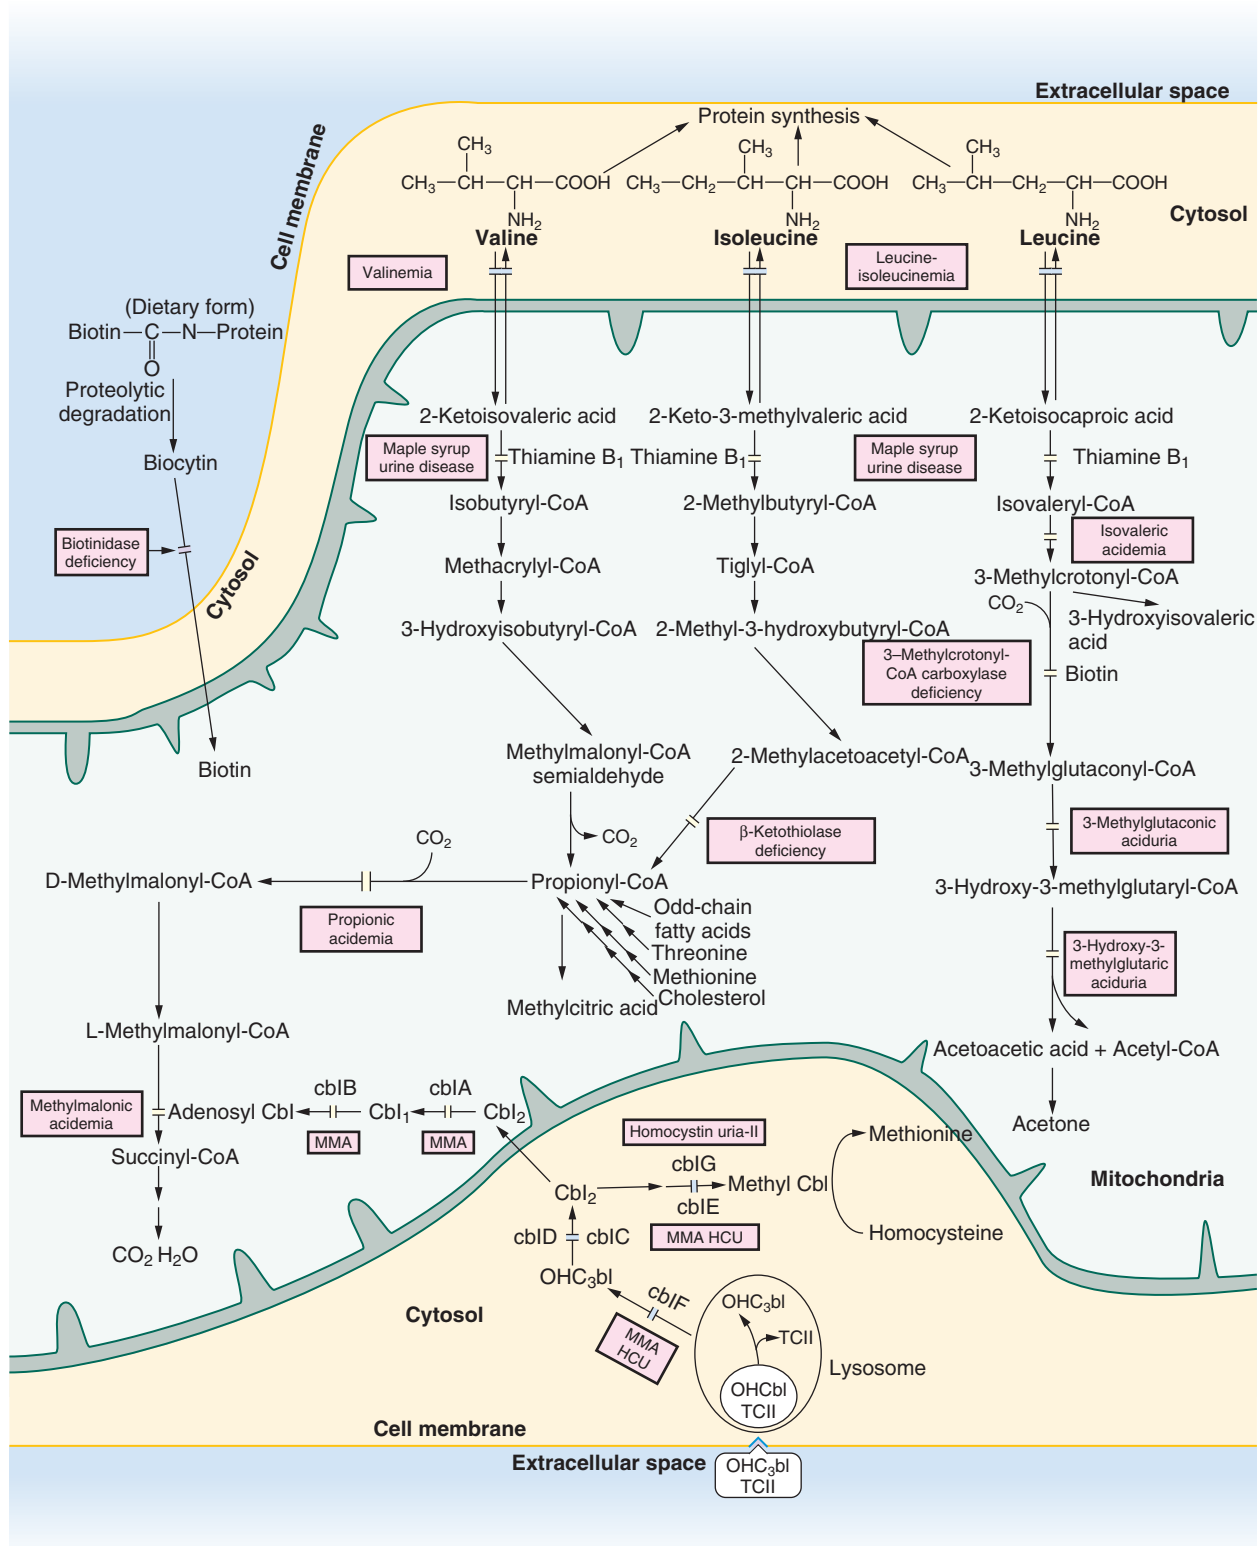 Extracellular space
Protein synthesis
CH3
CH3
CH3
CH3—CH—CH—COOH
CH3—CH2—CH—CH—COOH
CH3—CH—CH2—CH—COOH
NH2
NH2
NH2
Valine
Isoleucine
Leucine
Cytosol
Cell membrane
Valinemia
Leucine-
isoleucinemia
(Dietary form)
Biotin—C—N—Protein
O
Proteolytic
degradation
Biocytin
Biotinidase
deficiency
Cytosol
Biotin
2-Ketoisovaleric acid
2-Keto-3-methylvaleric acid
2-Ketoisocaproic acid
Maple syrup
urine disease
Thiamine B1
Thiamine B1
Maple syrup
urine disease
Thiamine B1
Isobutyryl-CoA
2-Methylbutyryl-CoA
Isovaleryl-CoA
Isovaleric
acidemia
Methacrylyl-CoA
Tiglyl-CoA
3-Methylcrotonyl-CoA
CO2
3-Hydroxyisovaleric
acid
3-Hydroxyisobutyryl-CoA
2-Methyl-3-hydroxybutyryl-CoA
3–Methylcrotonyl-
CoA carboxylase
deficiency
Biotin
Methylmalonyl-CoA
semialdehyde
2-Methylacetoacetyl-CoA
3-Methylglutaconyl-CoA
CO2
CO2
β-Ketothiolase
deficiency
3-Methylglutaconic
aciduria
D-Methylmalonyl-CoA
Propionyl-CoA
3-Hydroxy-3-methylglutaryl-CoA
Propionic
acidemia
Odd-chain
fatty acids
Threonine
Methionine
Cholesterol
Methylcitric acid
3-Hydroxy-3-
methylglutaric
aciduria
L-Methylmalonyl-CoA
Acetoacetic acid + Acetyl-CoA
Acetone
Methylmalonic
acidemia
cblB
cblA
Adenosyl Cbl
Cbl1
Cbl2
MMA
MMA
Succinyl-CoA
CO2 H2O
Homocystin uria-II
Methionine
cblG
Cbl2
Methyl Cbl
cblE
MMA HCU
Homocysteine
Mitochondria
cblD
cblC
OHC3bl
cblF
MMA
HCU
Cytosol
OHC3bl
TCII
Lysosome
OHCbl
TCII
Cell membrane
Extracellular space
OHC3bl
TCII